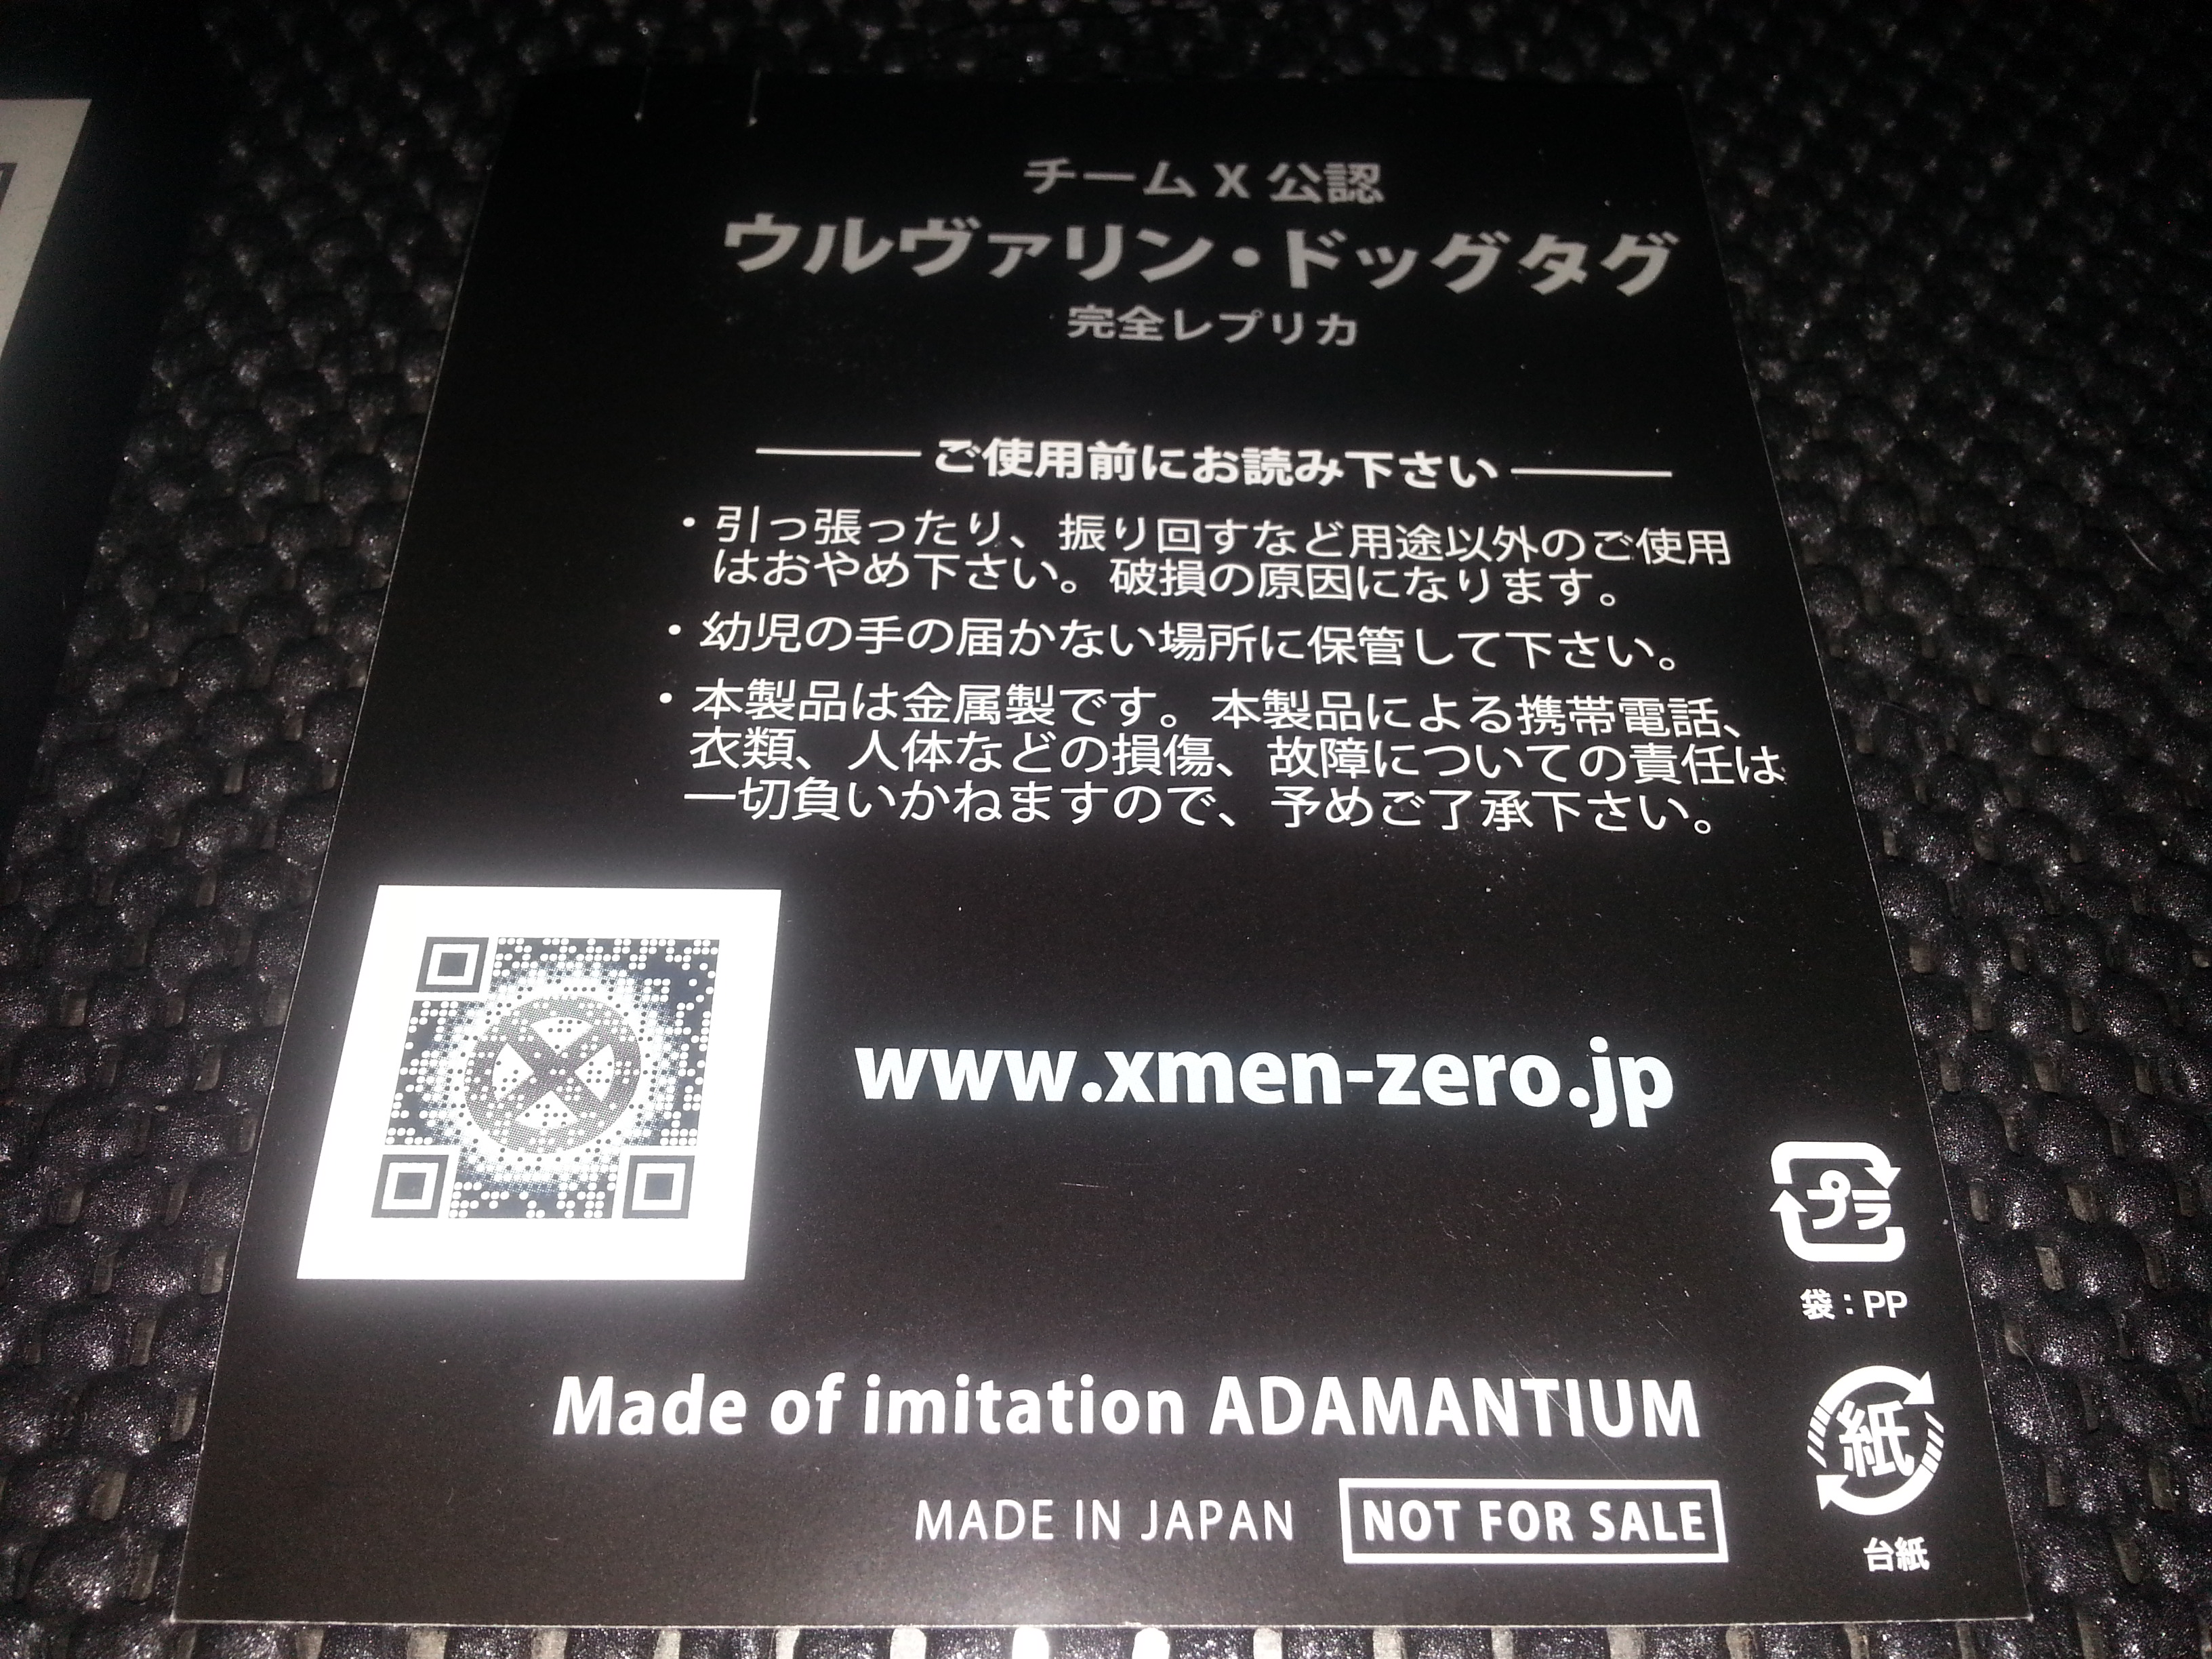 チーム X 公認
ウルヴァリン・ドッグタグ
完全レプリカ
ご使用前にお読み下さい
・引っ張ったり、振り回すなど用途以外のご使用
はおやめ下さい。破損の原因になります。
・幼児の手の届かない場所に保管して下さい。
・本製品は金属製です。本製品による携帯電話、
衣類、人体などの損傷、故障についての責任は
一切負いかねますので、予めご了承下さい。
www.xmen-zero.jp
プラ
袋：PP
Made of imitation ADAMANTIUM
紙
MADE IN JAPAN
NOT FOR SALE
台紙